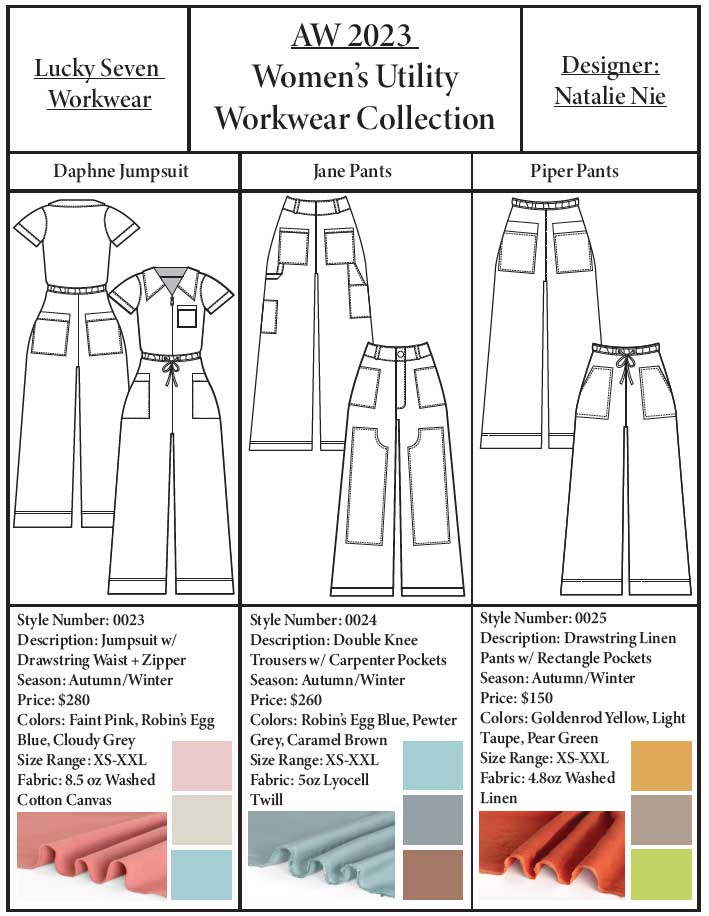 Lucky Seven
Workwear
AW 2023
Women's Utility
Workwear Collection
Designer:
Natalie Nie
Daphne Jumpsuit
Jane Pants
Piper Pants
Style Number: 0023
Description: Jumpsuit w/
Drawstring Waist + Zipper
Season: Autumn/Winter
Price: $280
Colors: Faint Pink, Robin's Egg
Blue, Cloudy Grey
Size Range: XS-XXL
Fabric: 8.5 oz Washed
Cotton Canvas
Style Number: 0024
Description: Double Knee
Trousers w/ Carpenter Pockets
Season: Autumn/Winter
Price: $260
Colors: Robin's Egg Blue, Pewter
Grey, Caramel Brown
Size Range: XS-XXL
Fabric: 5oz Lyocell
Twill
Style Number: 0025
Description: Drawstring Linen
Pants w/ Rectangle Pockets
Season: Autumn/Winter
Price: $150
Colors: Goldenrod Yellow, Light
Taupe, Pear Green
Size Range: XS-XXL
Fabric: 4.8oz Washed
Linen